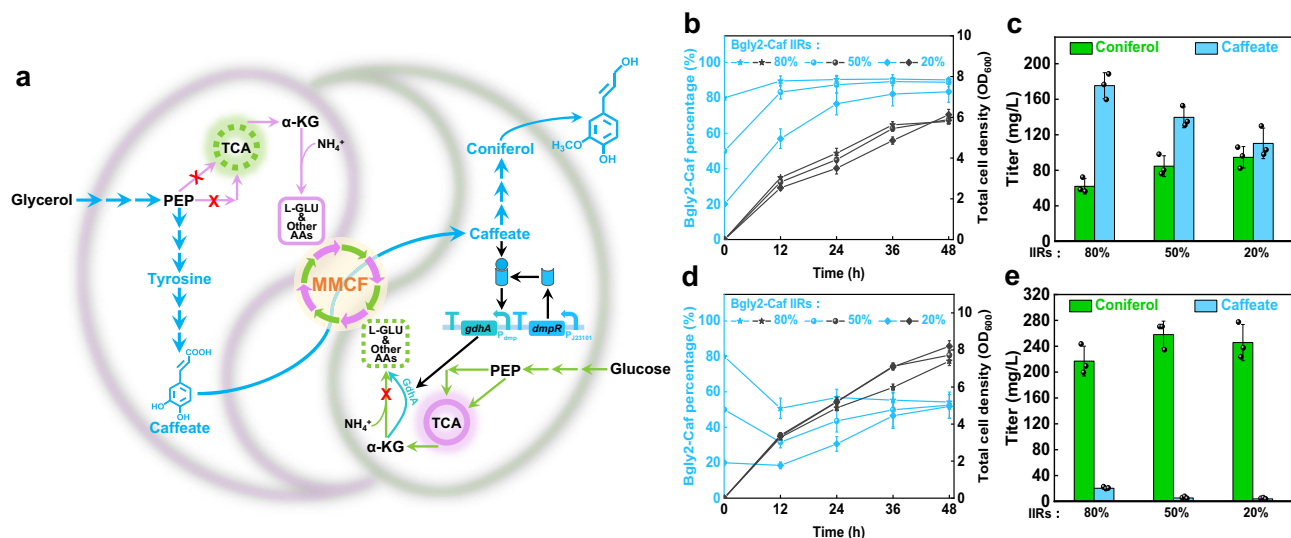 a
OH
H₃CO
OH
Coniferol
α-KG
NH₄⁺
TCA
X
Glycerol
PEP
X
L-GLU
&
Other
AAs
Caffeate
Tyrosine
MMCF
gdhA
P_dmp
dmpR
P_J23101
COOH
HO
OH
Caffeate
L-GLU
&
Other
AAs
GdhA
X
NH₄⁺
α-KG
PEP
Glucose
TCA
b
Bgly2-Caf IIRs :
80% 50% 20%
Bgly2-Caf percentage (%)
100
80
60
40
20
0
Total cell density (OD₆₀₀)
10
8
6
4
2
0
0 12 24 36 48
Time (h)
c
Coniferol Caffeate
Titer (mg/L)
200
160
120
80
40
0
IIRs : 80% 50% 20%
d
Bgly2-Caf IIRs :
80% 50% 20%
Bgly2-Caf percentage (%)
100
80
60
40
20
0
Total cell density (OD₆₀₀)
10
8
6
4
2
0
0 12 24 36 48
Time (h)
e
Coniferol Caffeate
Titer (mg/L)
320
280
240
200
160
120
80
40
0
IIRs : 80% 50% 20%